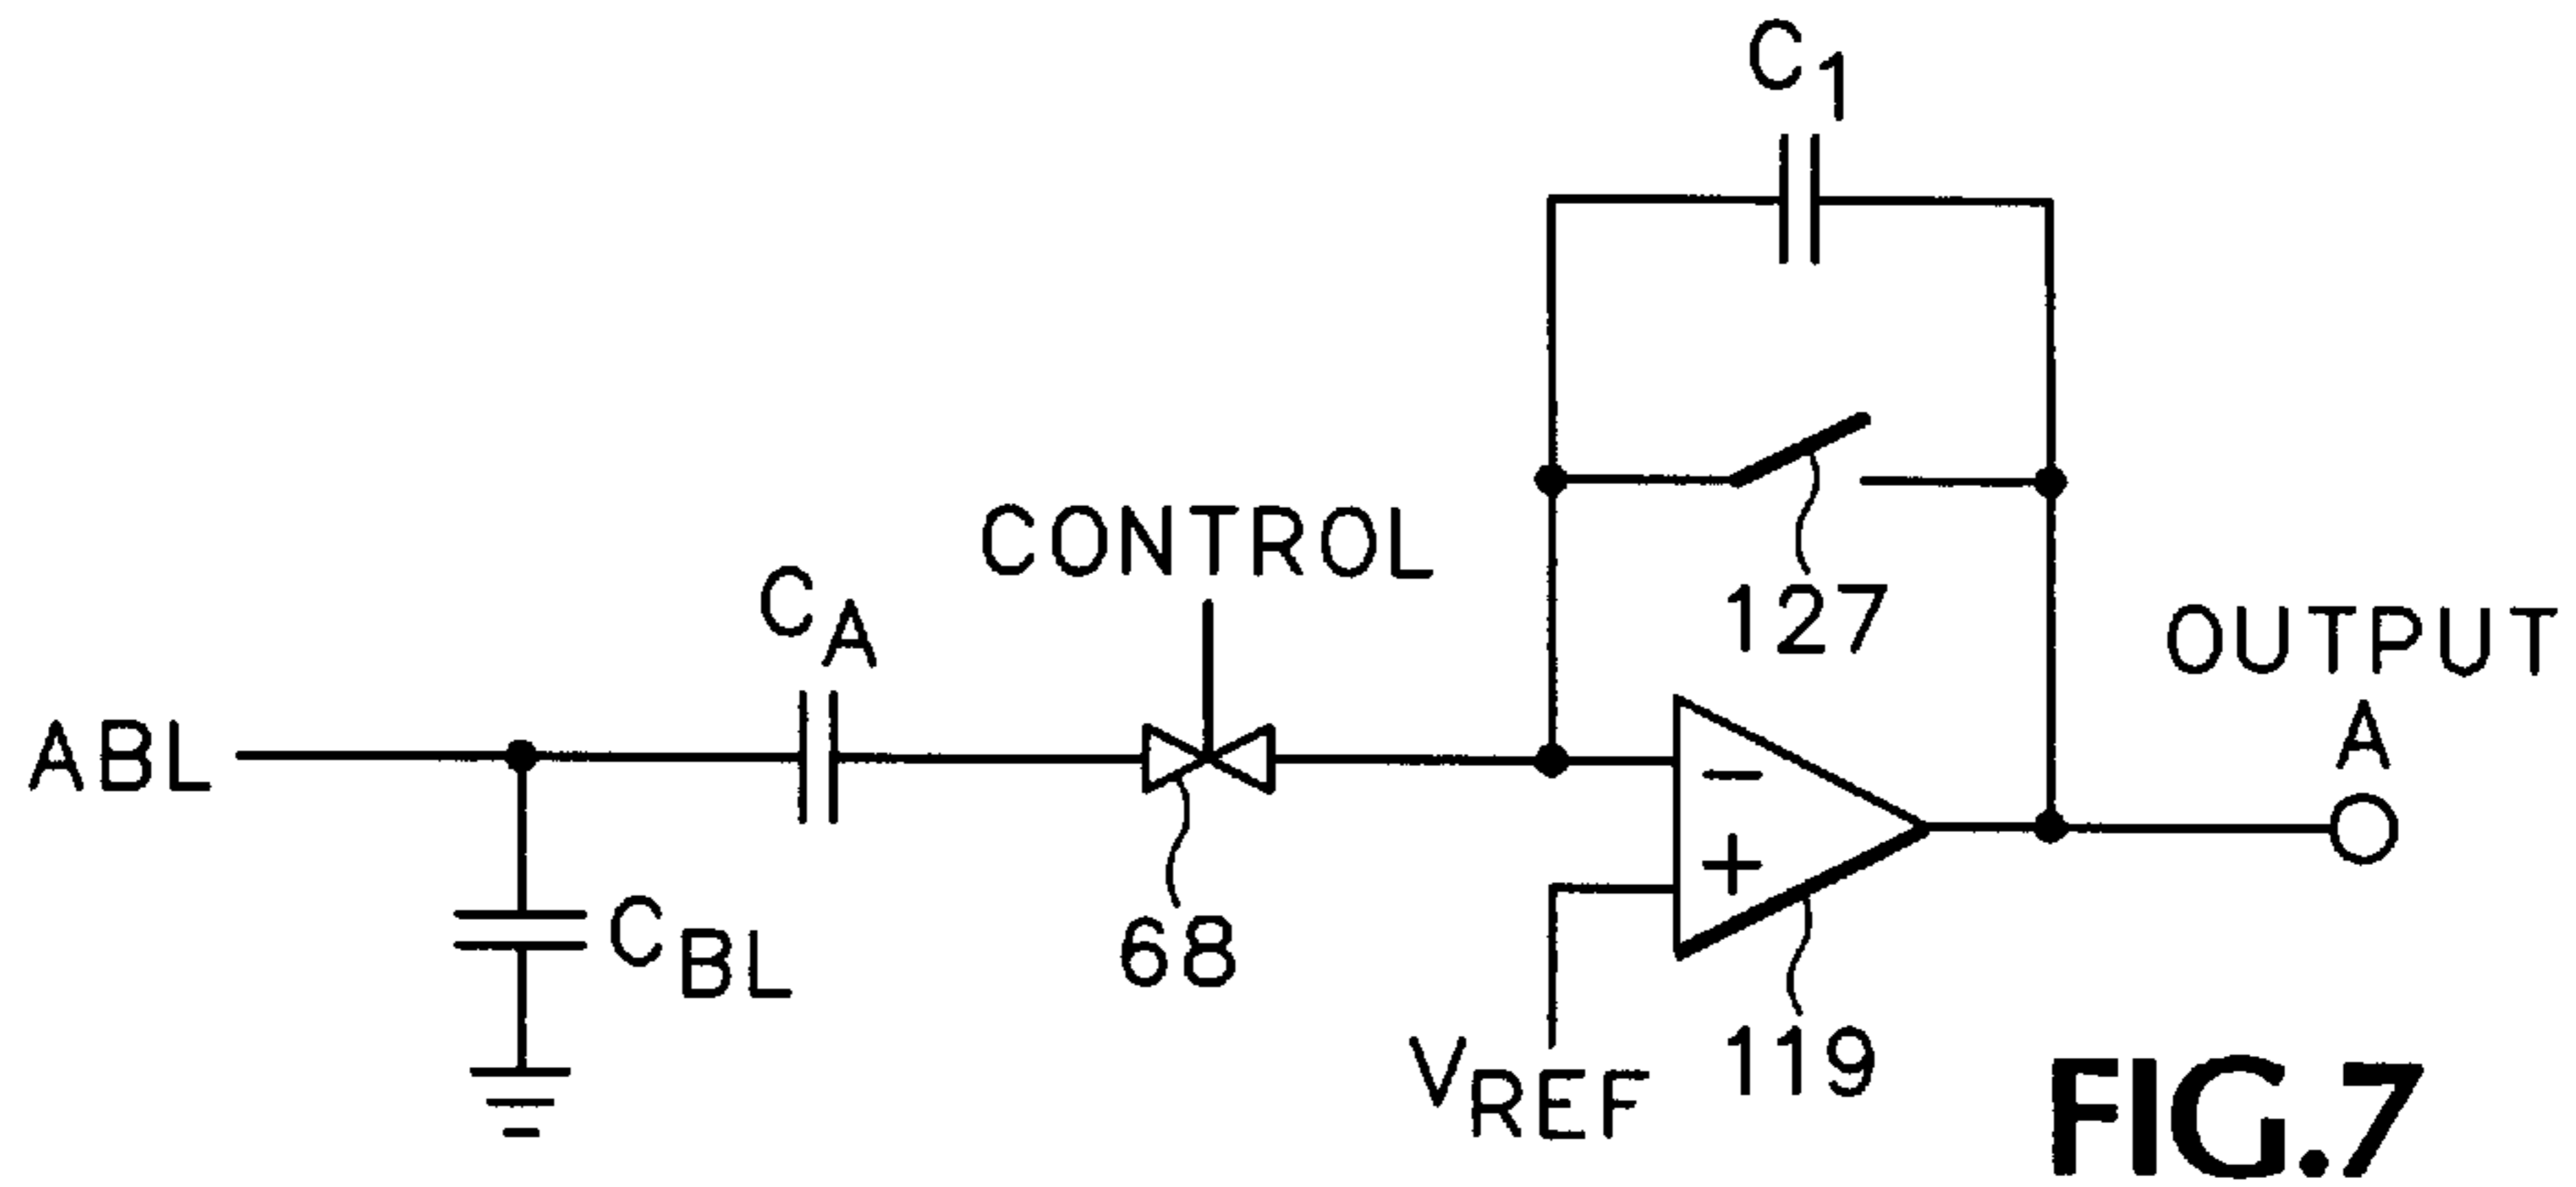 C1
CONTROL
127
CA
OUTPUT
A
ABL
−
+
CBL
68
VREF
119
FIG.7